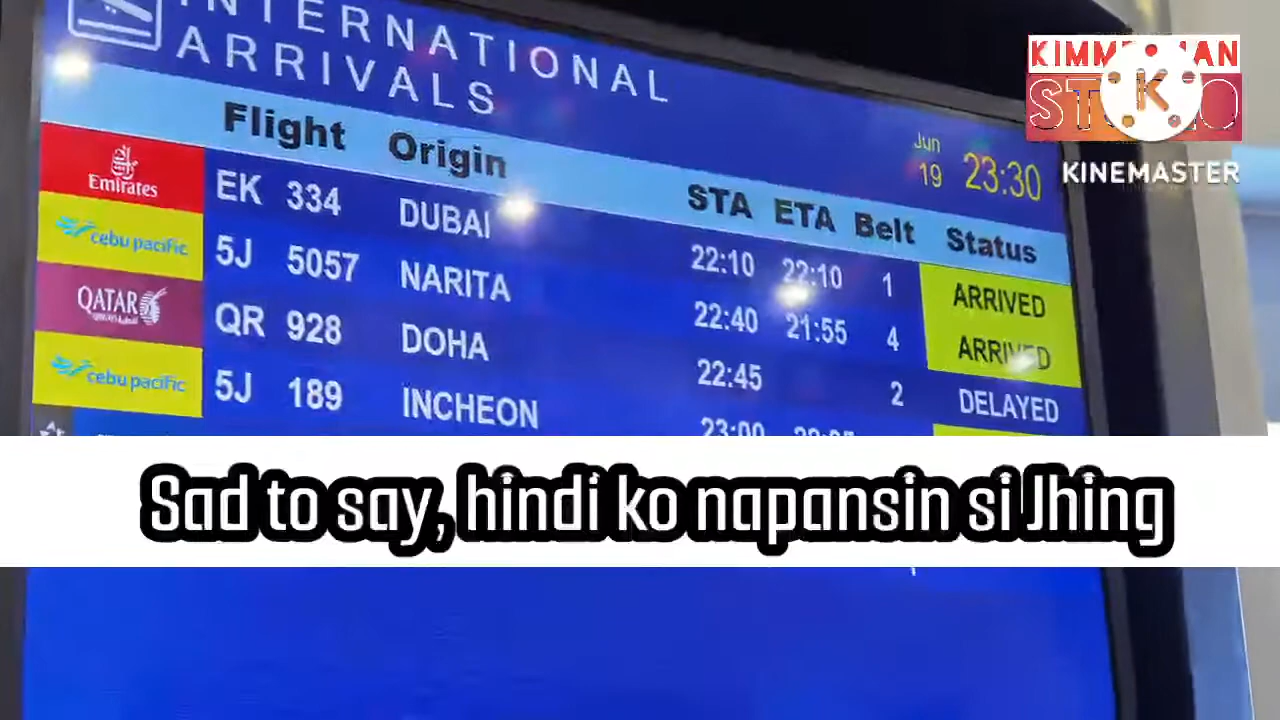 INTERNATIONAL
ARRIVALS
Jun
19 23:30
Flight Origin STA ETA Belt Status
Emirates EK 334 DUBAI 22:10 22:10 1 ARRIVED
cebu pacific 5J 5057 NARITA 22:40 21:55 4 ARRIVED
QATAR QR 928 DOHA 22:45 2 DELAYED
cebu pacific 5J 189 INCHEON 23:00
Sad to say, hindi ko napansin si Jhing
K
KINEMASTER